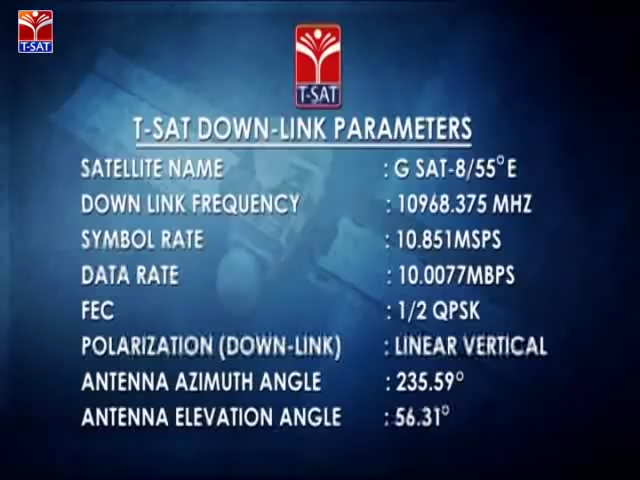 T-SAT
T-SAT
T-SAT DOWN-LINK PARAMETERS
SATELLITE NAME : G SAT-8/55° E
DOWN LINK FREQUENCY : 10968.375 MHZ
SYMBOL RATE : 10.851MSPS
DATA RATE : 10.0077MBPS
FEC : 1/2 QPSK
POLARIZATION (DOWN-LINK) : LINEAR VERTICAL
ANTENNA AZIMUTH ANGLE : 235.59°
ANTENNA ELEVATION ANGLE : 56.31°